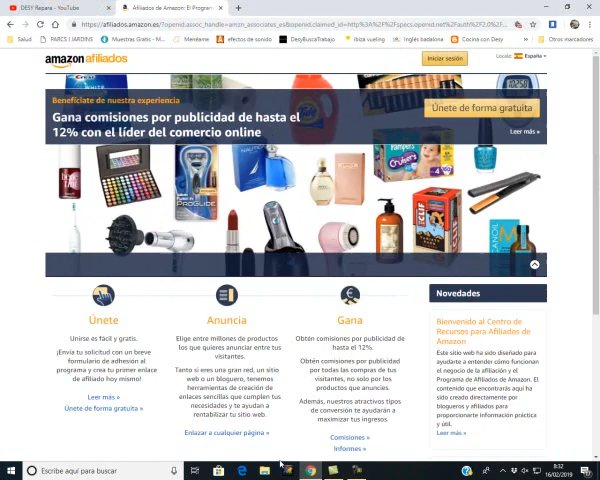 DESY Repara - YouTube
Afiliados de Amazon: El Program
https://afiliados.amazon.es/?openid.assoc_handle=amzn_associates_es&openid.claimed_id=http%3A%2F%2Fspecs.openid.net%2Fauth%2F2.0%2F...
Salud
PARCS I JARDINS
Muestras Gratis - M...
Menéame
efectos de sonido
DesyBuscaTrabajo
ibiza vueling
Inglés badalona
Cocina con Desy
Otros marcadores
amazon afiliados
Iniciar sesión
Locale:
España
Benefíciate de nuestra experiencia
Gana comisiones por publicidad de hasta el
12% con el líder del comercio online
Únete de forma gratuita
Leer más »
Crest
WHITE
NAUTICA
Pampers
Cruisers
Gillette
Fusion
PROGLIDE
CLIF
Novedades
Únete
Anuncia
Gana
Unirse es fácil y gratis.
¡Envía tu solicitud con un breve
formulario de adhesión al
programa y crea tu primer enlace
de afiliado hoy mismo!
Leer más »
Únete de forma gratuita »
Elige entre millones de productos
los que quieres anunciar entre tus
visitantes.
Tanto si eres una gran red, un sitio
web o un bloguero, tenemos
herramientas de creación de
enlaces sencillas que cumplen tus
necesidades y te ayudan a
rentabilizar tu sitio web.
Enlazar a cualquier página »
Obtén comisiones por publicidad
de hasta el 12%.
Obtén comisiones por publicidad
por todas las compras de tus
visitantes, no solo por los
productos que anuncies.
Además, nuestros atractivos tipos
de conversión te ayudarán a
maximizar tus ingresos.
Comisiones »
Informes »
Bienvenido al Centro de
Recursos para Afiliados de
Amazon
Este sitio web ha sido diseñado para
ayudarte a entender cómo funcionan
el negocio de la afiliación y el
Programa de Afiliados de Amazon. El
contenido que encontrarás aquí ha
sido creado directamente por
blogueros y afiliados para
proporcionarte información práctica
y útil.
Leer más »
Escribe aquí para buscar
8:32
16/02/2019